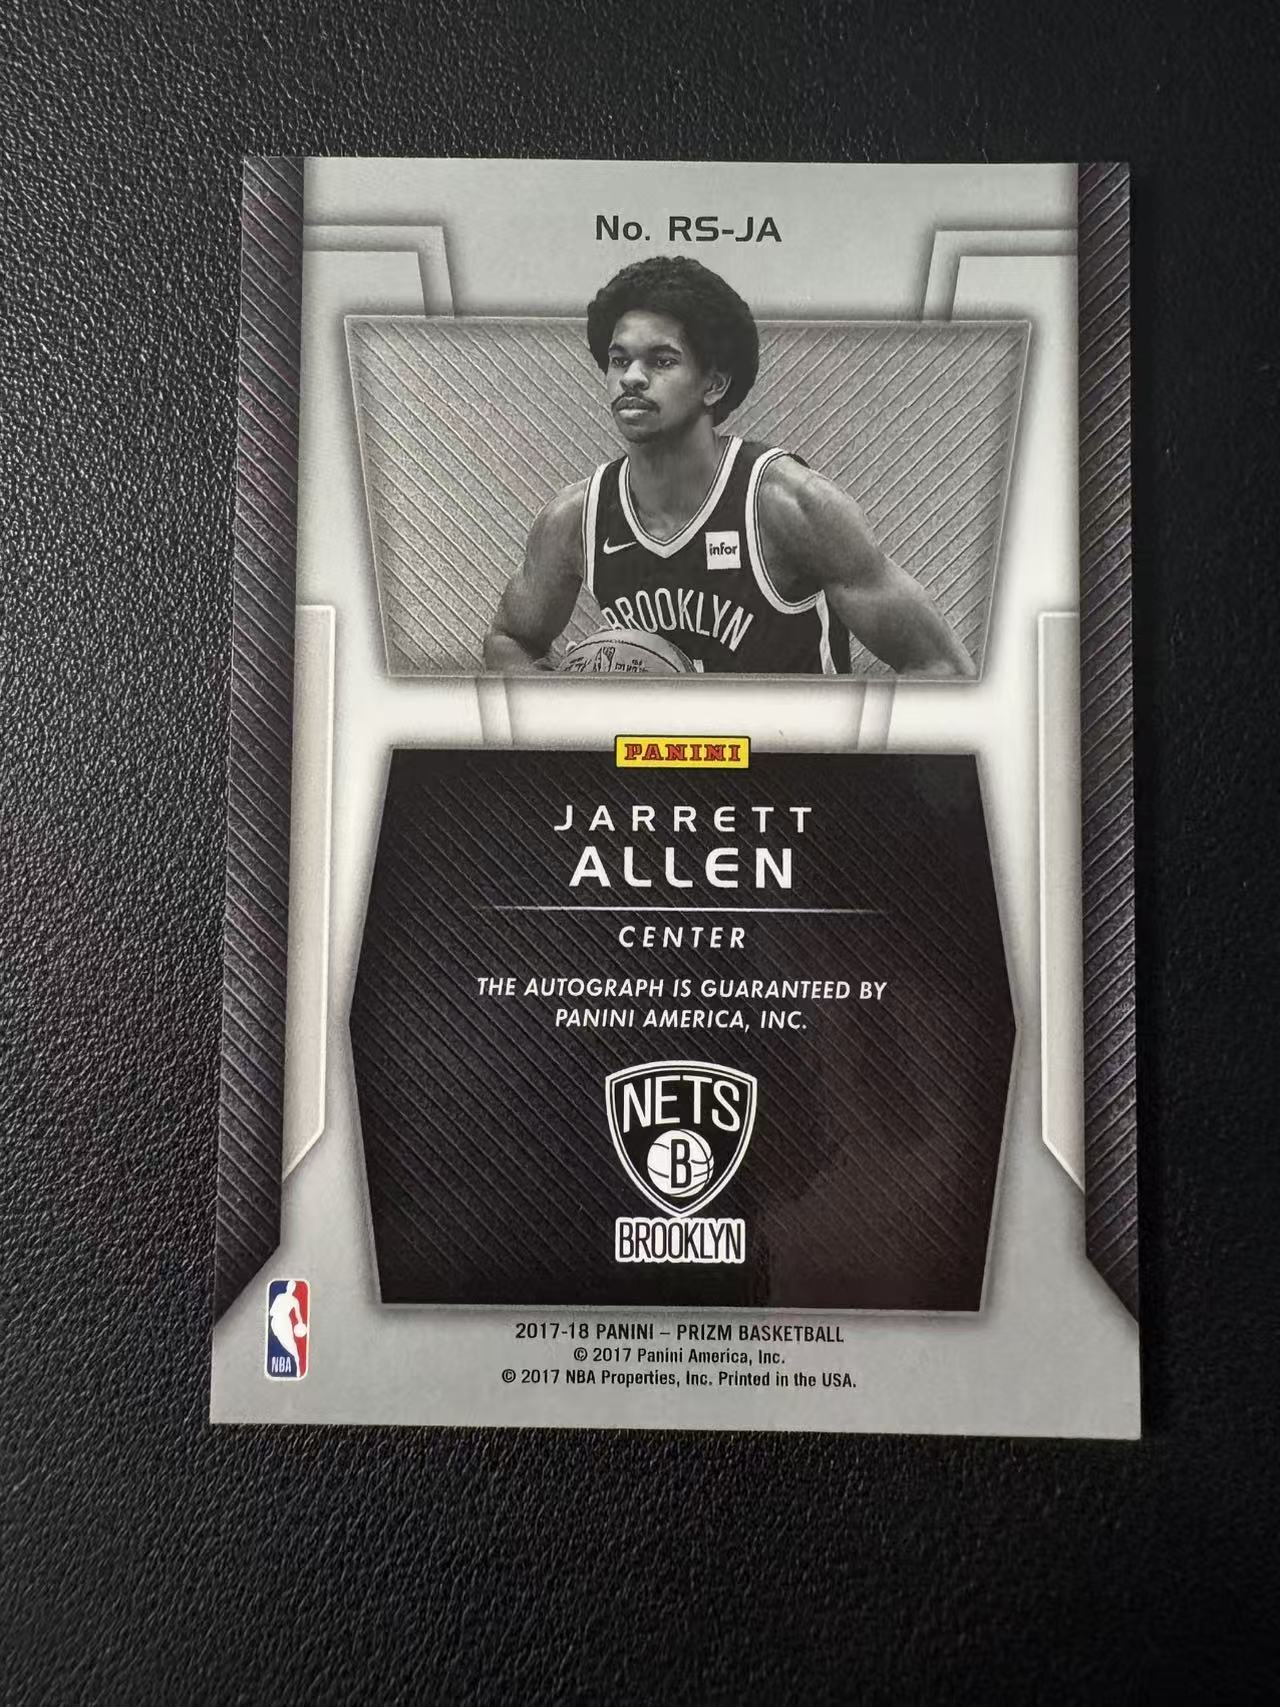 No. RS-JA
infor
BROOKLYN
PANINI
JARRETT
ALLEN
CENTER
THE AUTOGRAPH IS GUARANTEED BY
PANINI AMERICA, INC.
NETS
B
BROOKLYN
NBA
2017-18 PANINI – PRIZM BASKETBALL
© 2017 Panini America, Inc.
© 2017 NBA Properties, Inc. Printed in the USA.